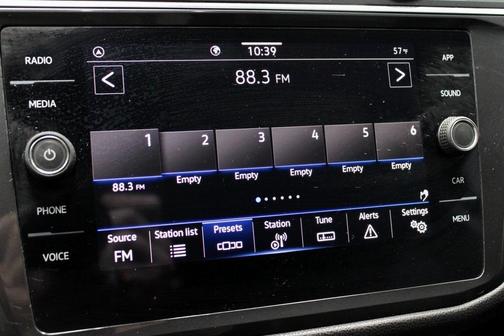 RADIO
MEDIA
PHONE
VOICE
10:39
57°F
88.3 FM
1 2 3 4 5 6
88.3 FM Empty Empty Empty Empty Empty
Source Station list Presets Station Tune Alerts Settings
FM
APP
SOUND
CAR
MENU